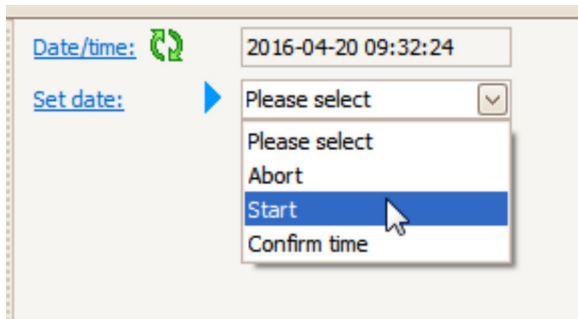 Date/time: 2016-04-20 09:32:24
Set date: Please select
Please select
Abort
Start
Confirm time